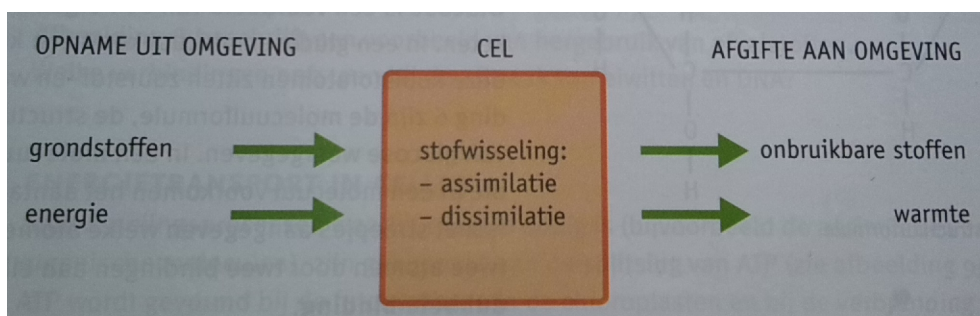 OPNAME UIT OMGEVING
CEL
AFGIFTE AAN OMGEVING
grondstoffen
energie
stofwisseling:
– assimilatie
– dissimilatie
onbruikbare stoffen
warmte